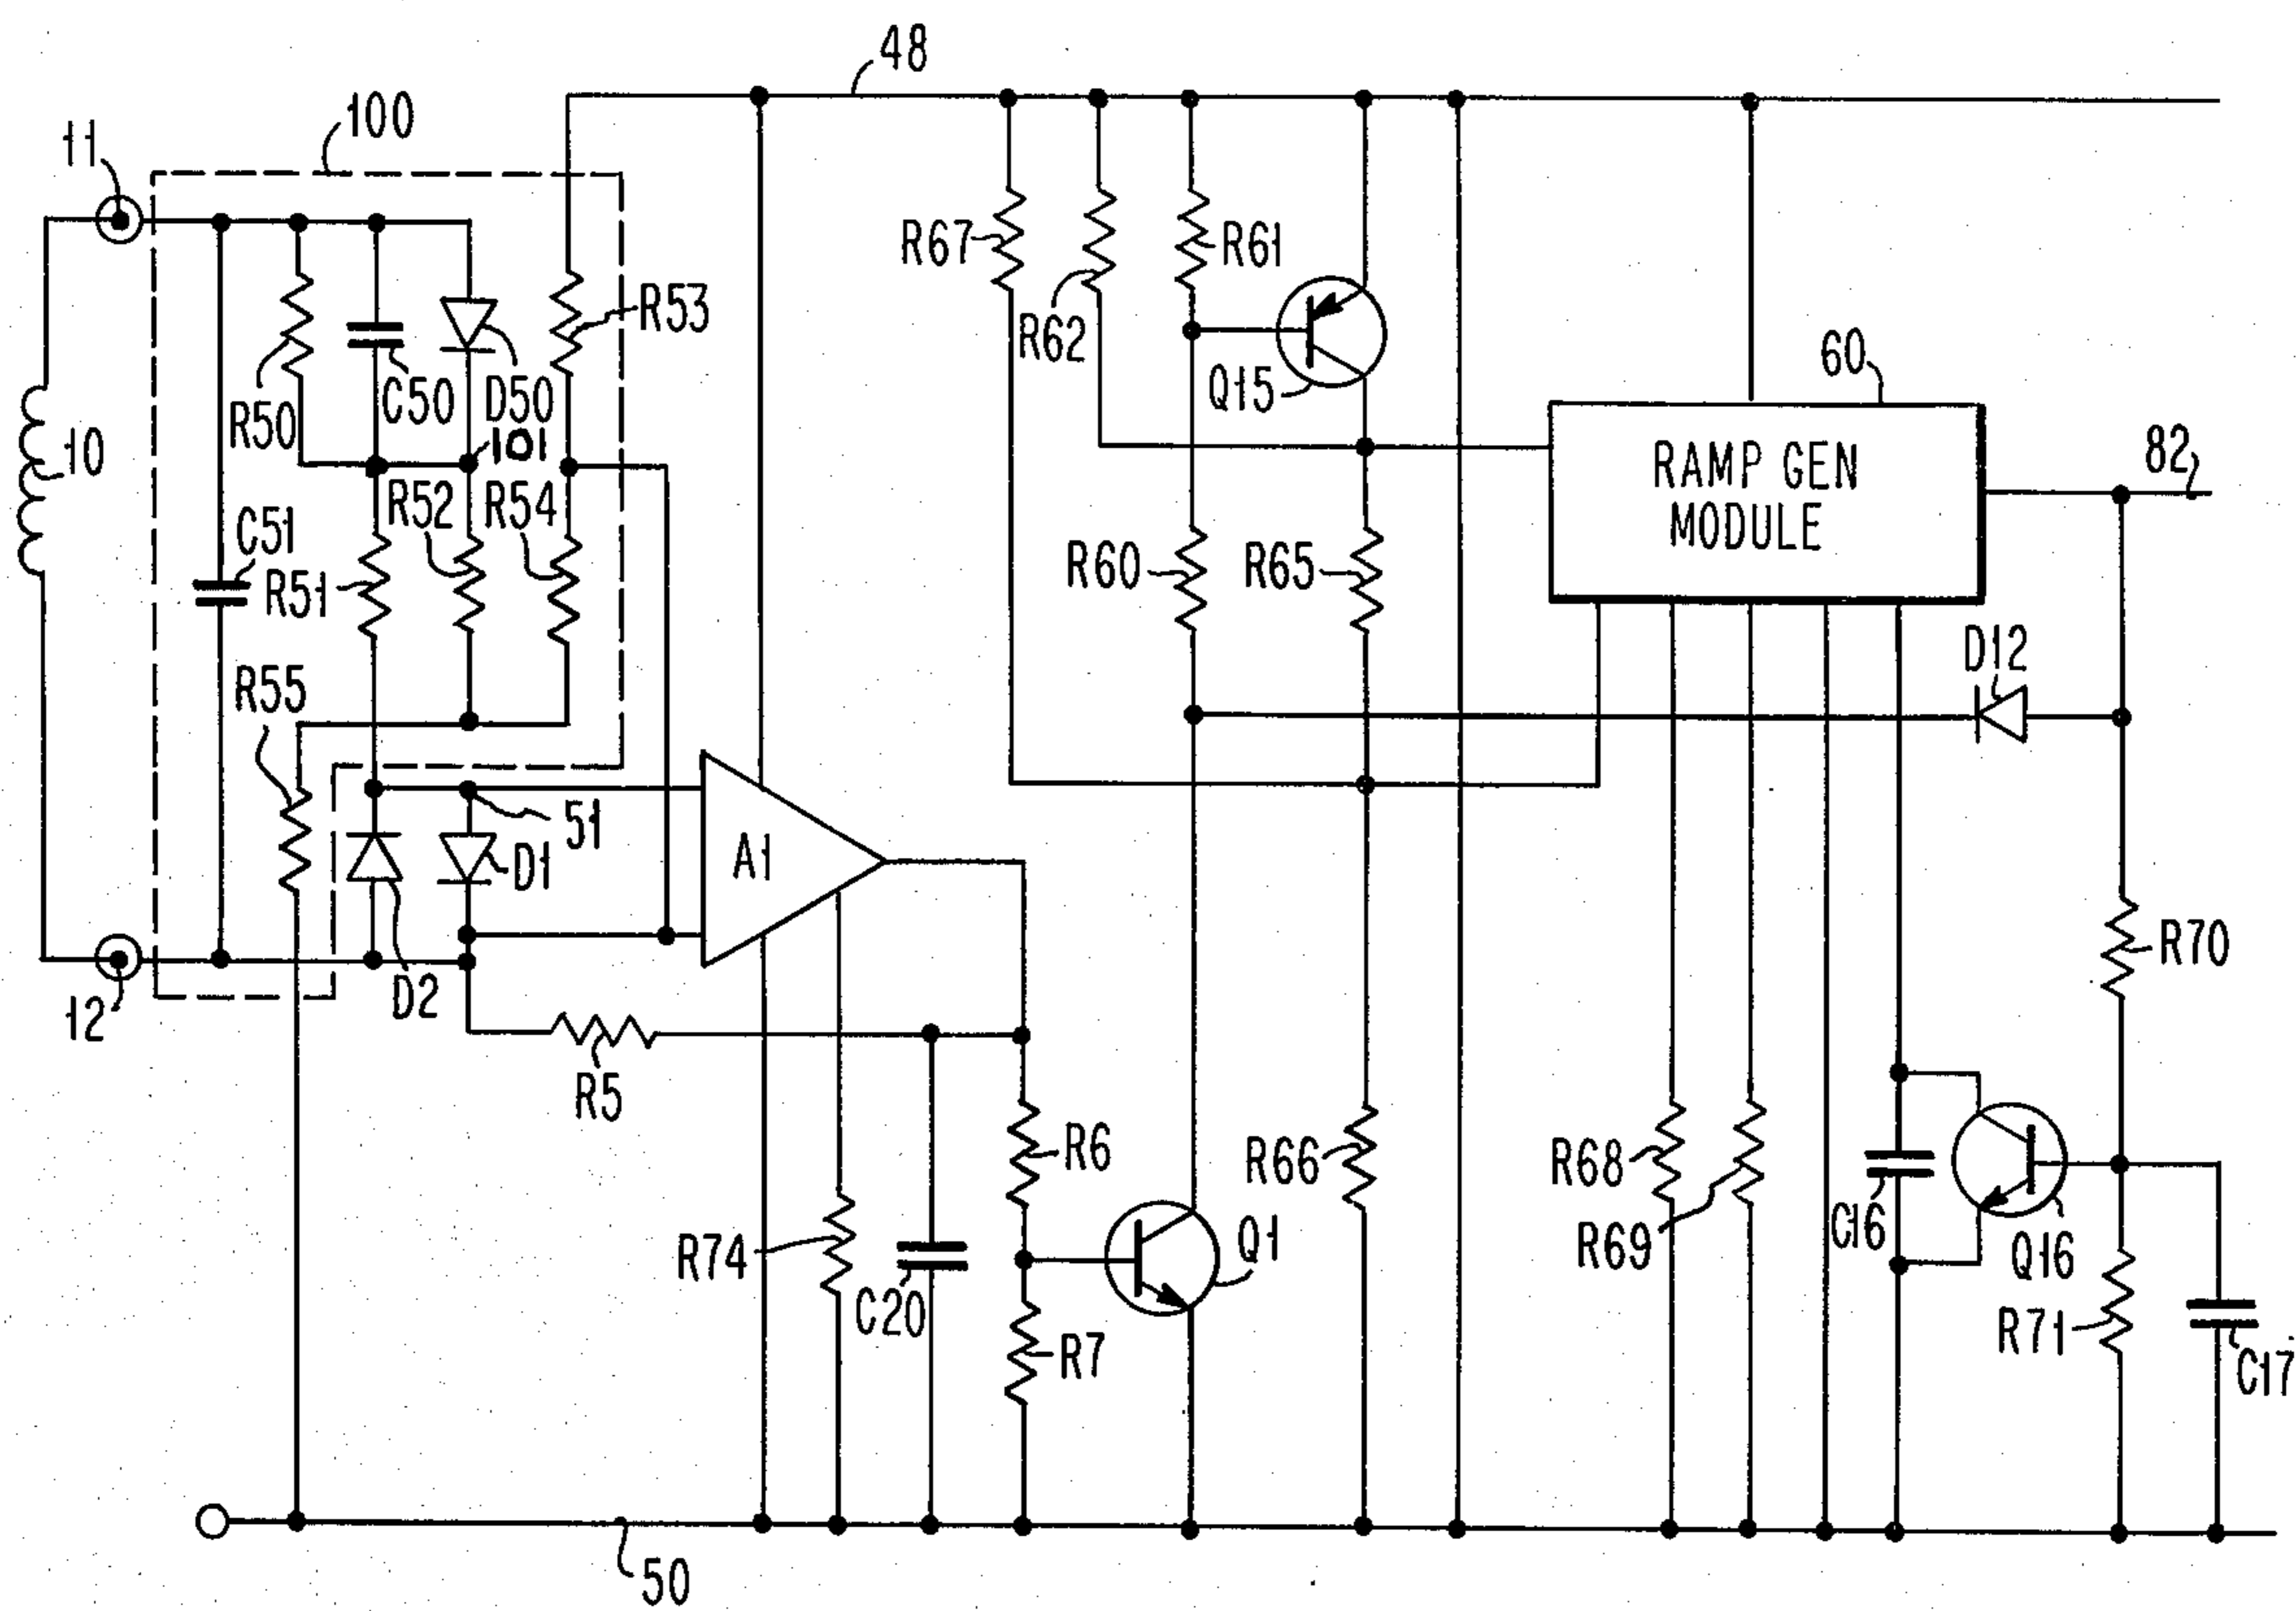 48
100
11
R53
R67
R62
R61
Q15
60
R50
C50
D50
101
10
RAMP GEN
MODULE
82
R52
R54
C51
R51
R60
R65
R55
D12
51
D1
A1
D2
12
R70
R5
R6
R66
R68
R69
C16
Q16
R74
C20
Q1
R7
R71
C17
50